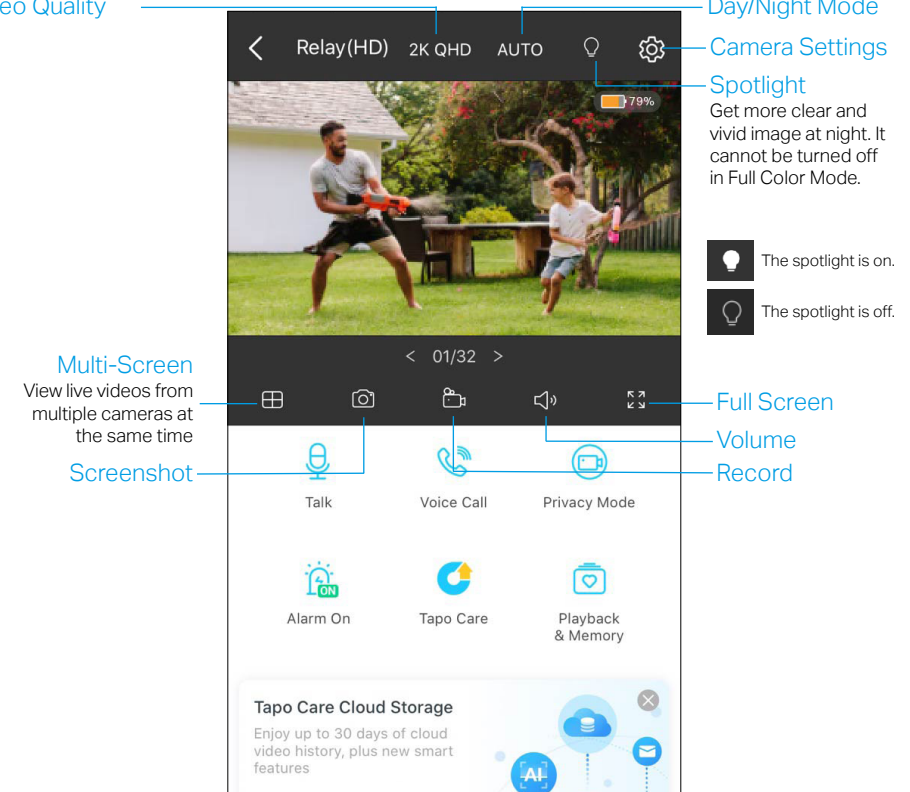 eo Quality
Day/Night Mode
Relay(HD)
2K QHD
AUTO
Camera Settings
Spotlight
Get more clear and
vivid image at night. It
cannot be turned off
in Full Color Mode.
79%
The spotlight is on.
The spotlight is off.
< 01/32 >
Multi-Screen
View live videos from
multiple cameras at
the same time
Full Screen
Volume
Screenshot
Record
Talk
Voice Call
Privacy Mode
ON
Alarm On
Tapo Care
Playback
& Memory
Tapo Care Cloud Storage
Enjoy up to 30 days of cloud
video history, plus new smart
features
AI